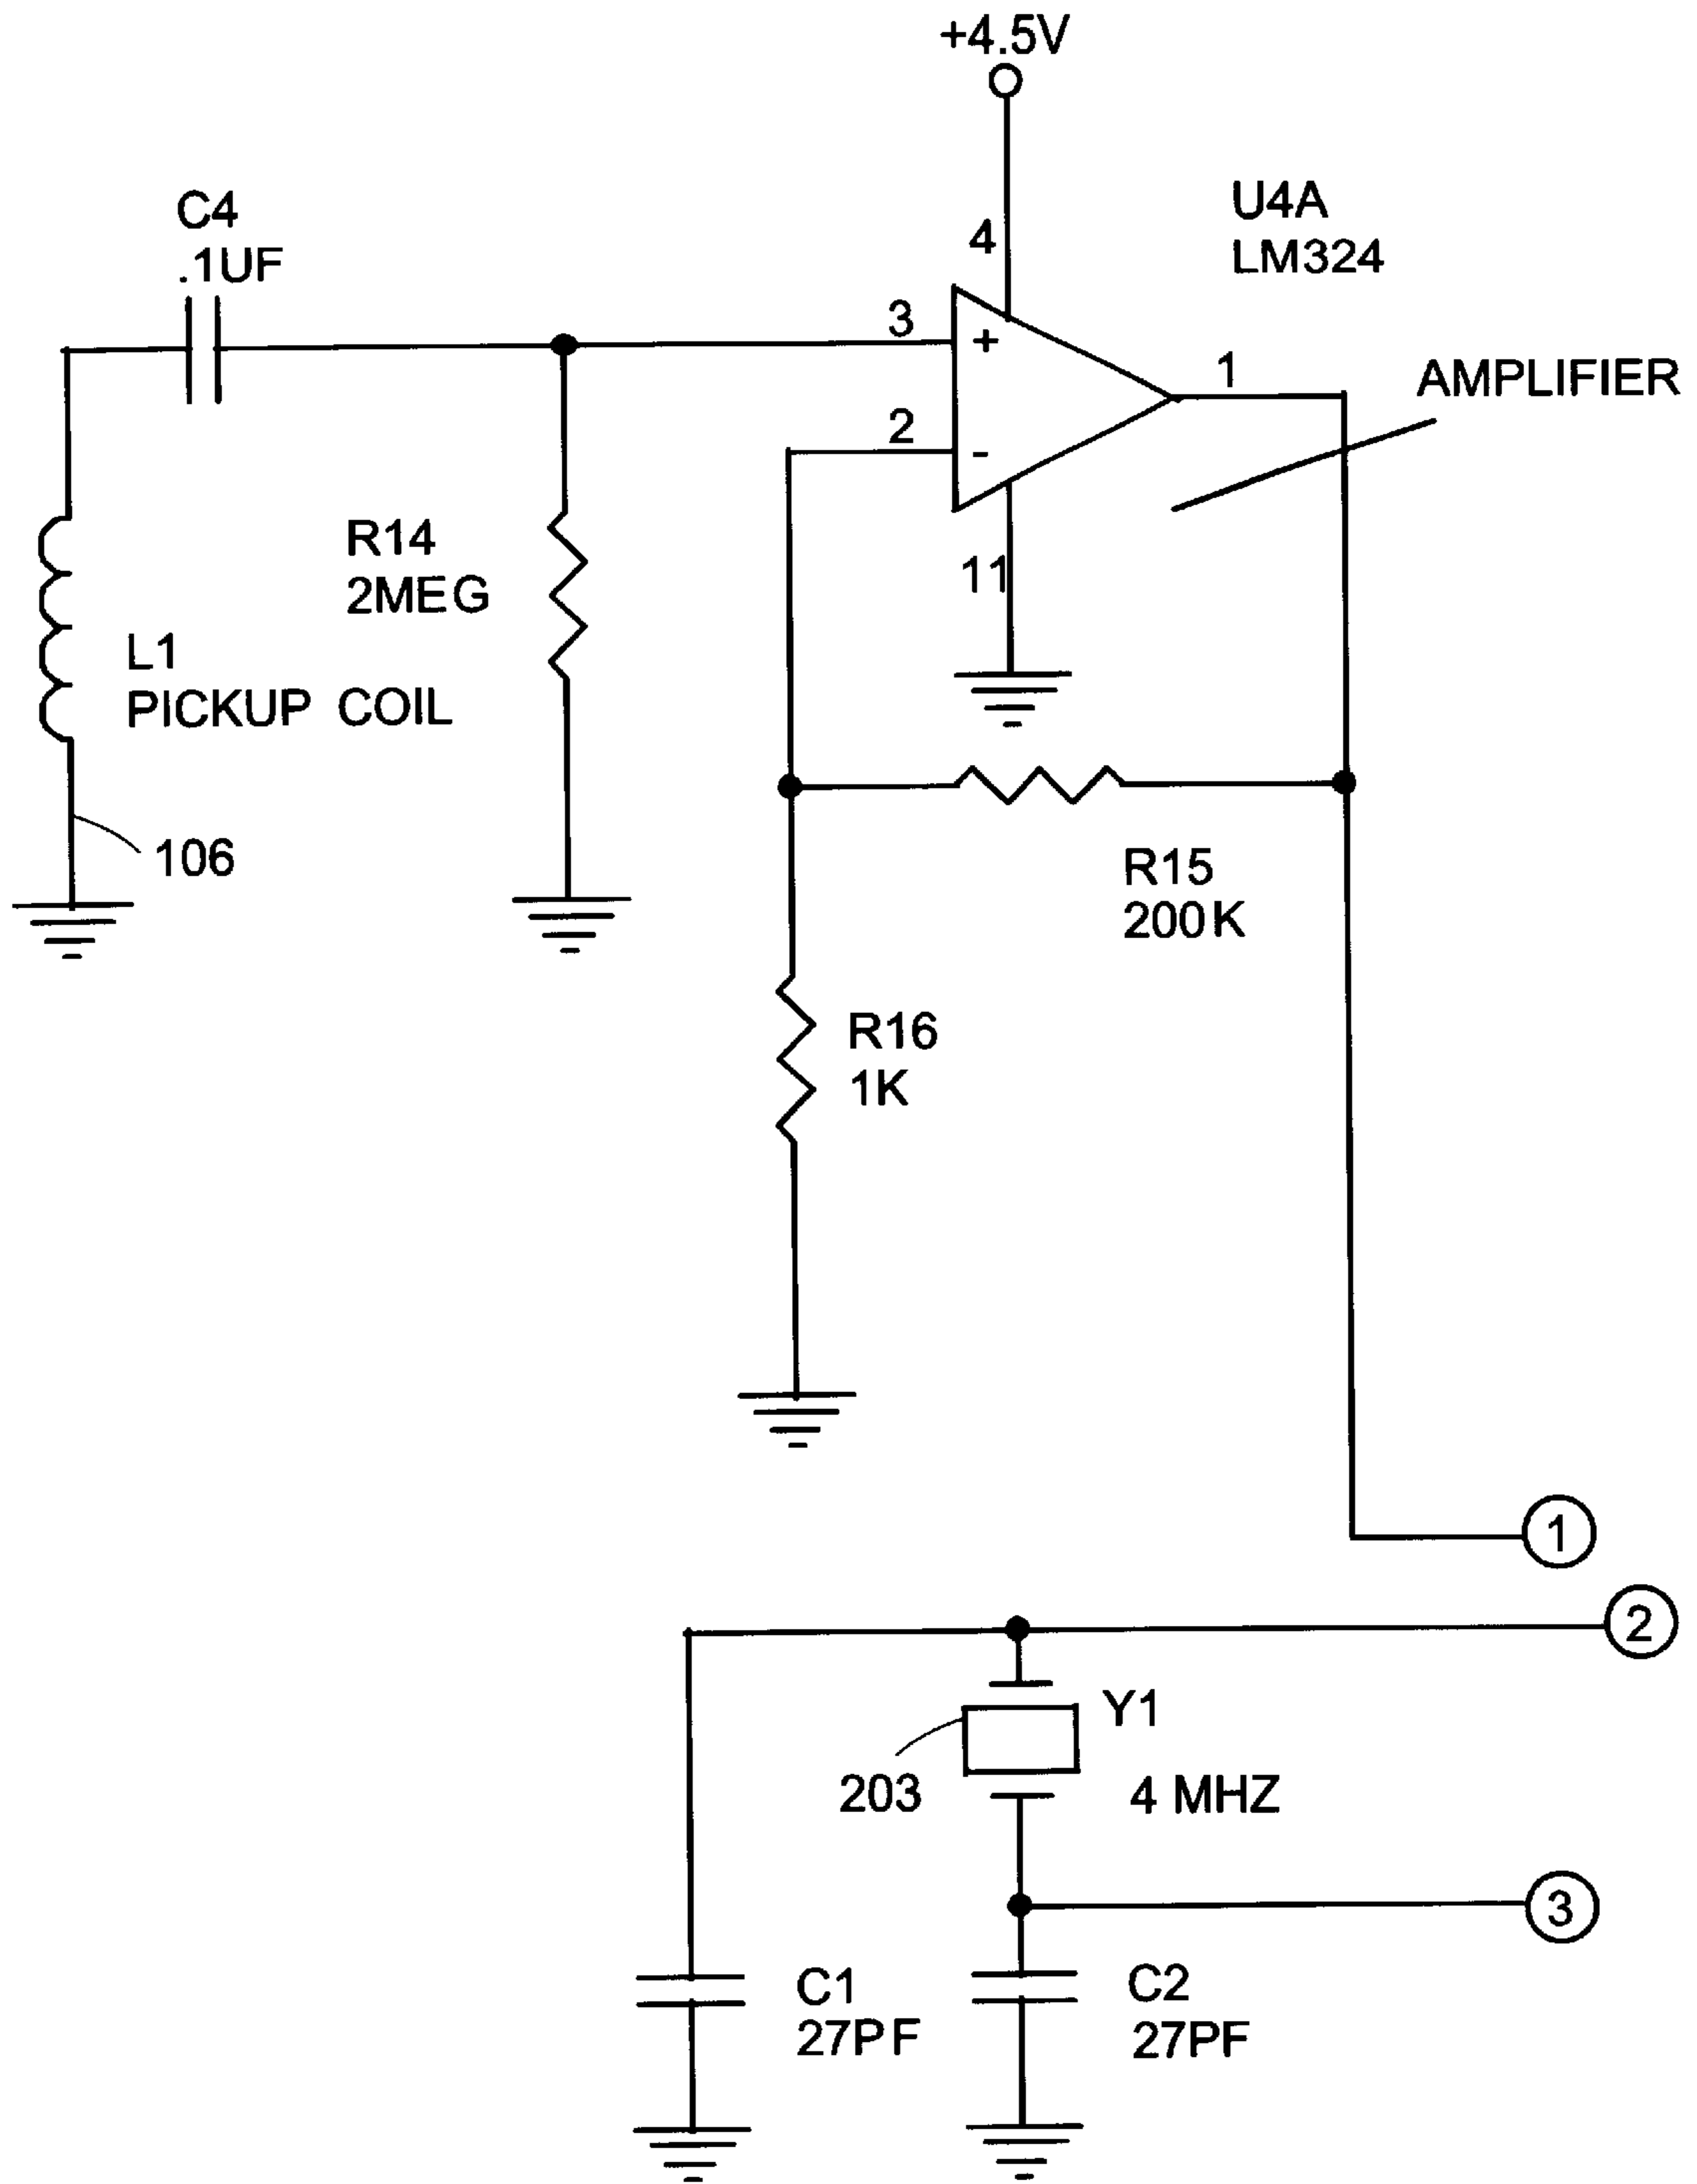 +4.5V
C4
.1UF
4
U4A
LM324
3
+
1
AMPLIFIER
2
-
R14
2MEG
11
L1
PICKUP COIL
106
R15
200K
R16
1K
1
2
Y1
203
4 MHZ
3
C1
27PF
C2
27PF